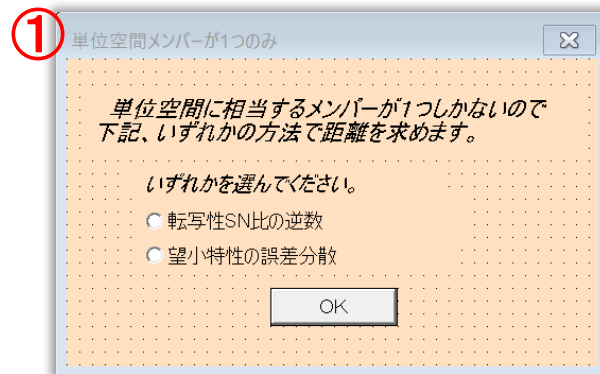 ①
単位空間メンバーが1つのみ
単位空間に相当するメンバーが1つしかないので
下記、いずれかの方法で距離を求めます。
いずれかを選んでください。
転写性SN比の逆数
望小特性の誤差分散
OK